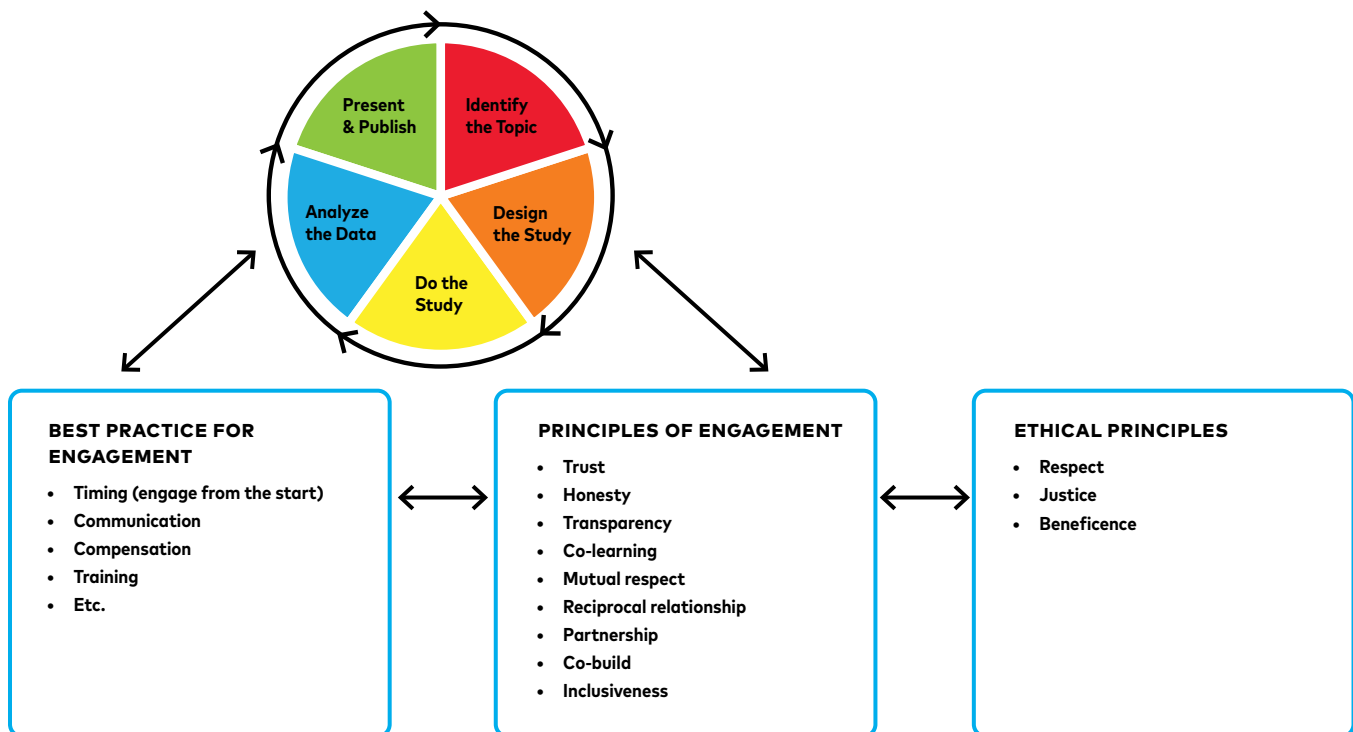 Present
& Publish
Identify
the Topic
Analyze
the Data
Design
the Study
Do the
Study
BEST PRACTICE FOR
ENGAGEMENT
• Timing (engage from the start)
• Communication
• Compensation
• Training
• Etc.
PRINCIPLES OF ENGAGEMENT
• Trust
• Honesty
• Transparency
• Co-learning
• Mutual respect
• Reciprocal relationship
• Partnership
• Co-build
• Inclusiveness
ETHICAL PRINCIPLES
• Respect
• Justice
• Beneficence